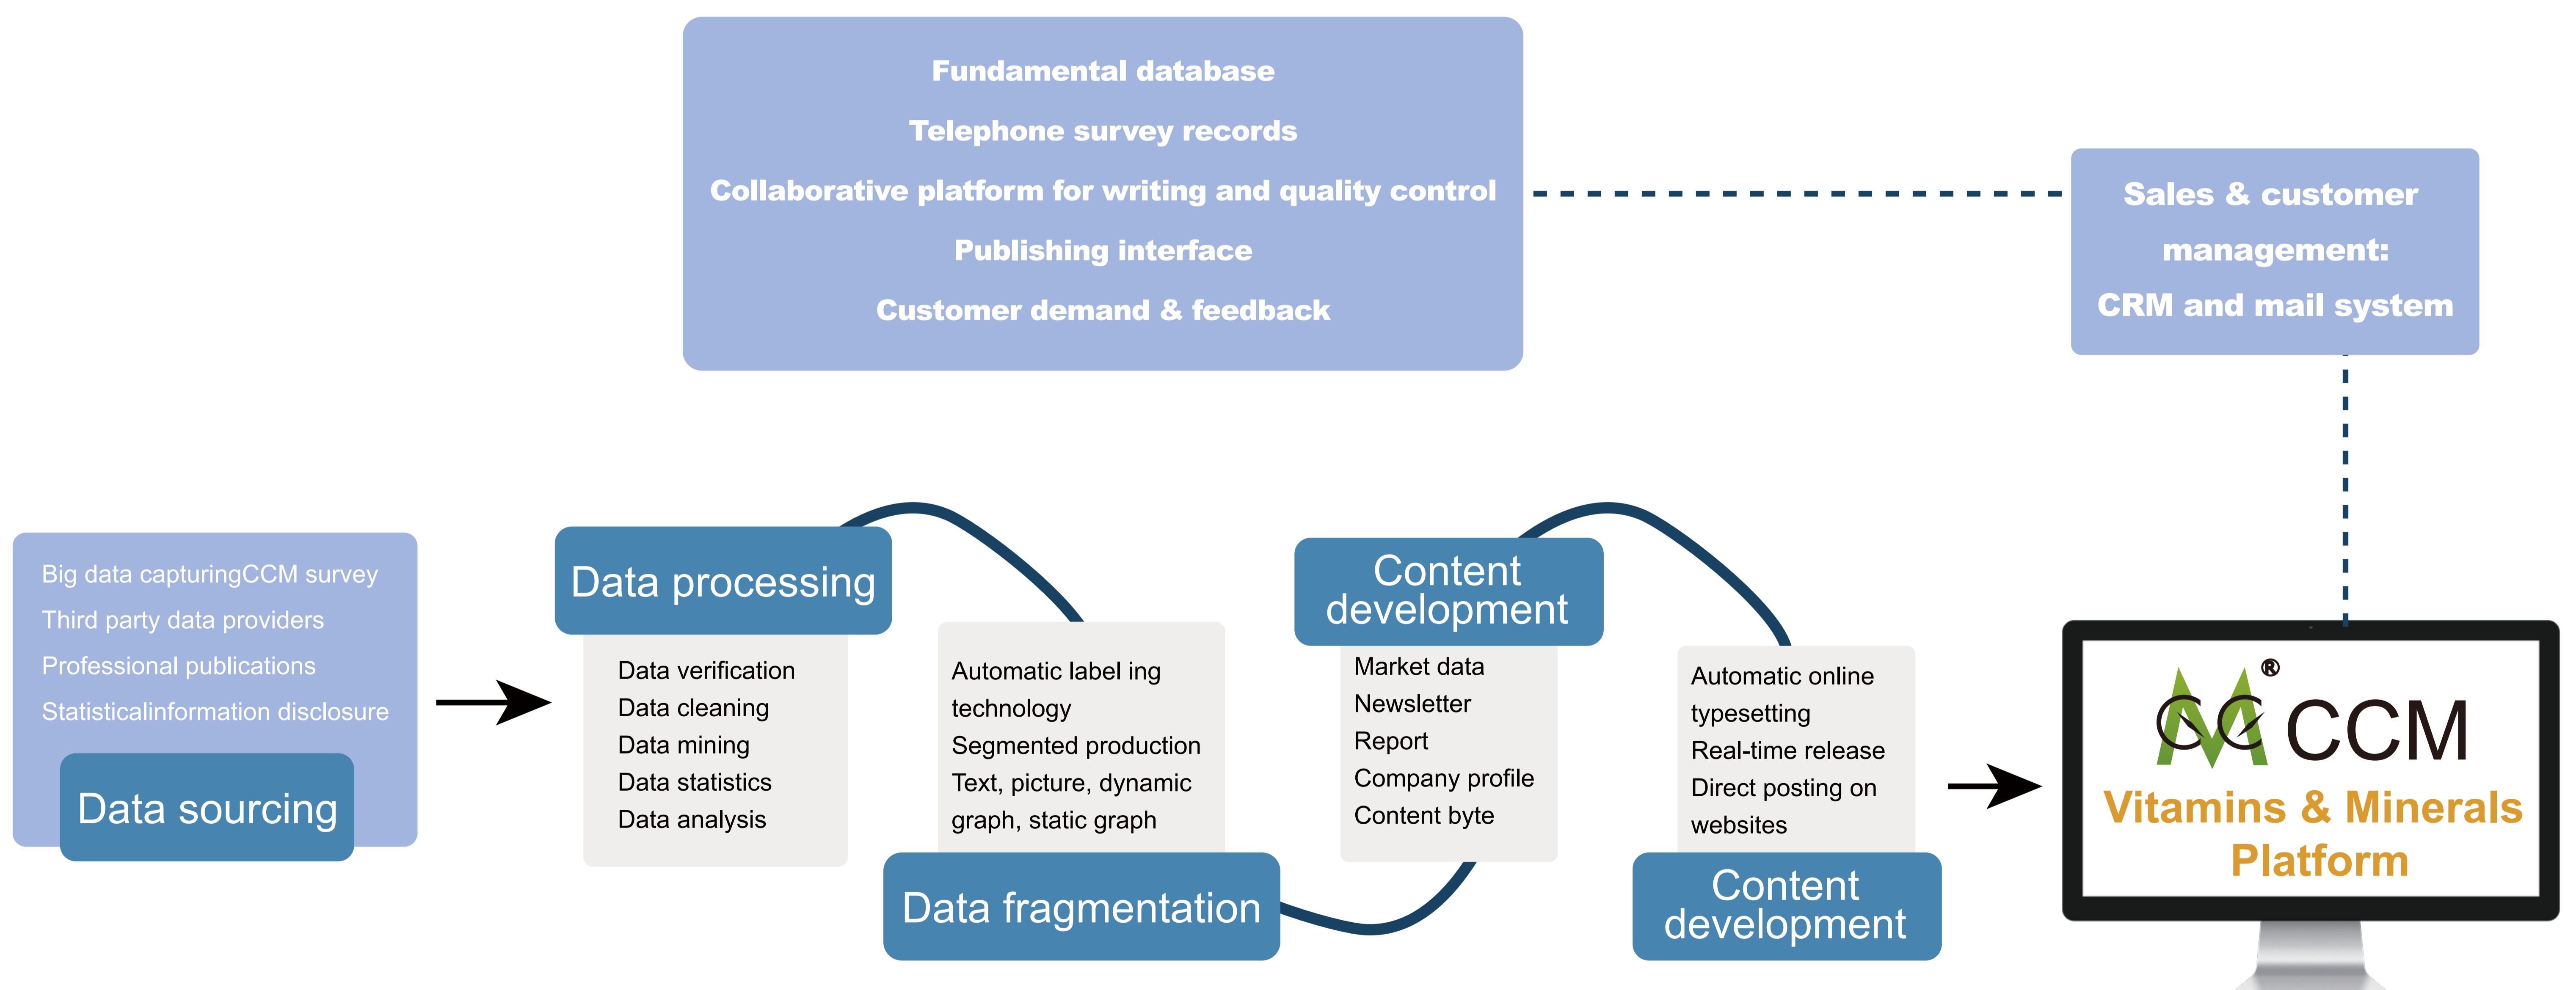 Fundamental database
Telephone survey records
Collaborative platform for writing and quality control
Publishing interface
Customer demand & feedback
Sales & customer
management:
CRM and mail system
Big data capturingCCM survey
Third party data providers
Professional publications
Statisticalinformation disclosure
Data sourcing
Data processing
Data verification
Data cleaning
Data mining
Data statistics
Data analysis
Automatic label ing
technology
Segmented production
Text, picture, dynamic
graph, static graph
Data fragmentation
Content
development
Market data
Newsletter
Report
Company profile
Content byte
Automatic online
typesetting
Real-time release
Direct posting on
websites
Content
development
® CCM
Vitamins & Minerals
Platform